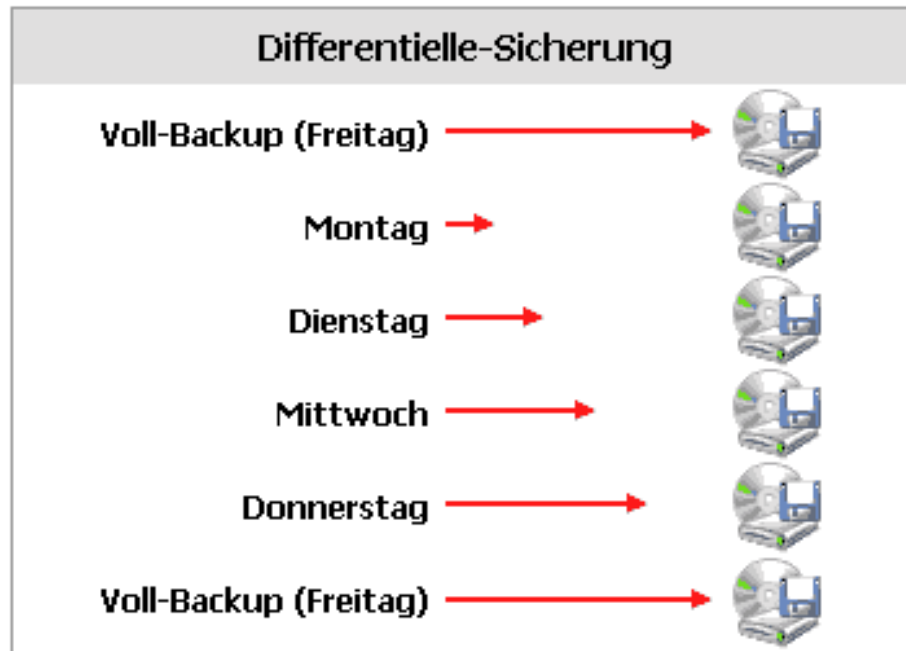 Differentielle-Sicherung
Voll-Backup (Freitag)
Montag
Dienstag
Mittwoch
Donnerstag
Voll-Backup (Freitag)